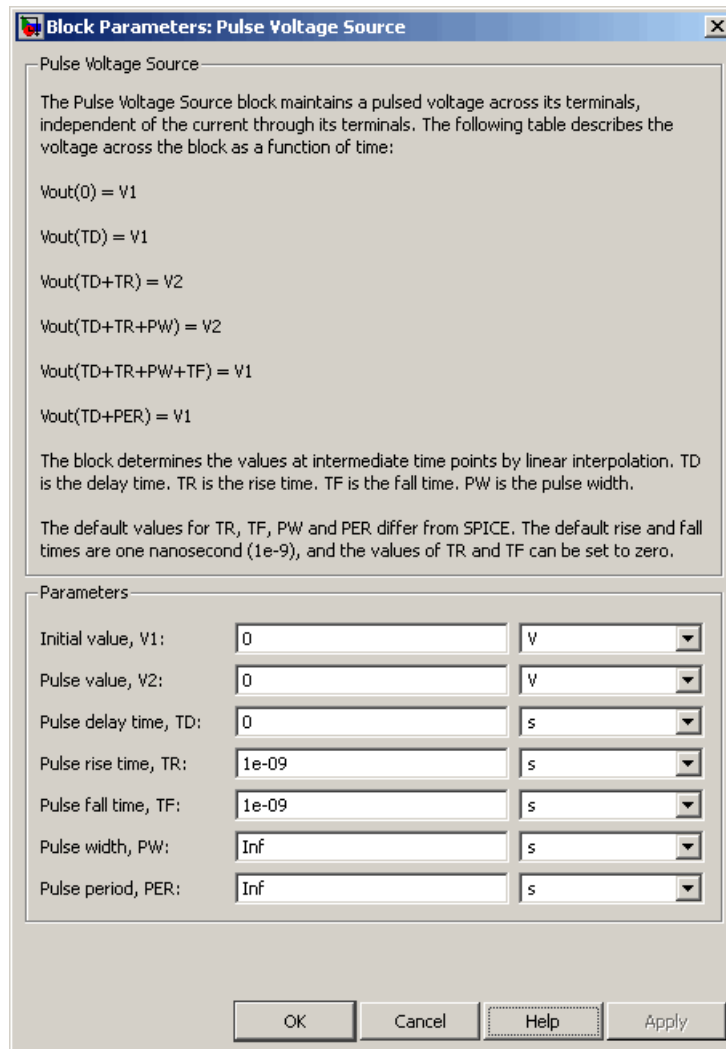 Block Parameters: Pulse Voltage Source
Pulse Voltage Source
The Pulse Voltage Source block maintains a pulsed voltage across its terminals,
independent of the current through its terminals. The following table describes the
voltage across the block as a function of time:
Vout(0) = V1
Vout(TD) = V1
Vout(TD+TR) = V2
Vout(TD+TR+PW) = V2
Vout(TD+TR+PW+TF) = V1
Vout(TD+PER) = V1
The block determines the values at intermediate time points by linear interpolation. TD
is the delay time. TR is the rise time. TF is the fall time. PW is the pulse width.
The default values for TR, TF, PW and PER differ from SPICE. The default rise and fall
times are one nanosecond (1e-9), and the values of TR and TF can be set to zero.
Parameters
Initial value, V1: 0 V
Pulse value, V2: 0 V
Pulse delay time, TD: 0 s
Pulse rise time, TR: 1e-09 s
Pulse fall time, TF: 1e-09 s
Pulse width, PW: Inf s
Pulse period, PER: Inf s
OK Cancel Help Apply